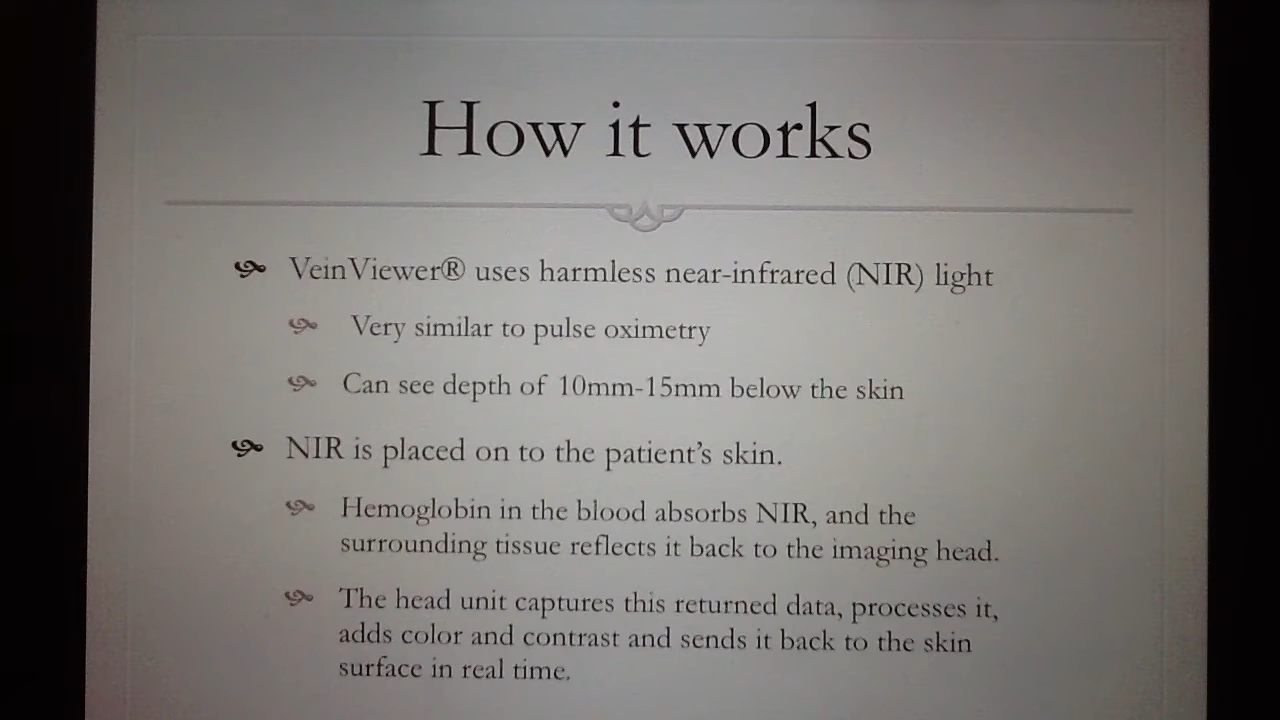 How it works
VeinViewer® uses harmless near-infrared (NIR) light
Very similar to pulse oximetry
Can see depth of 10mm-15mm below the skin
NIR is placed on to the patient's skin.
Hemoglobin in the blood absorbs NIR, and the
surrounding tissue reflects it back to the imaging head.
The head unit captures this returned data, processes it,
adds color and contrast and sends it back to the skin
surface in real time.